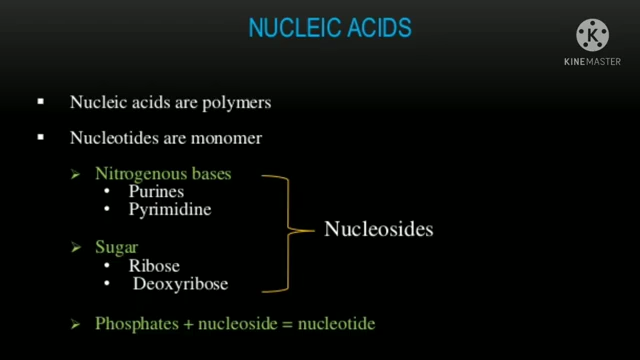 NUCLEIC ACIDS
K
KINEMASTER
▪ Nucleic acids are polymers
▪ Nucleotides are monomer
➢ Nitrogenous bases
• Purines
• Pyrimidine
Nucleosides
➢ Sugar
• Ribose
• Deoxyribose
➢ Phosphates + nucleoside = nucleotide